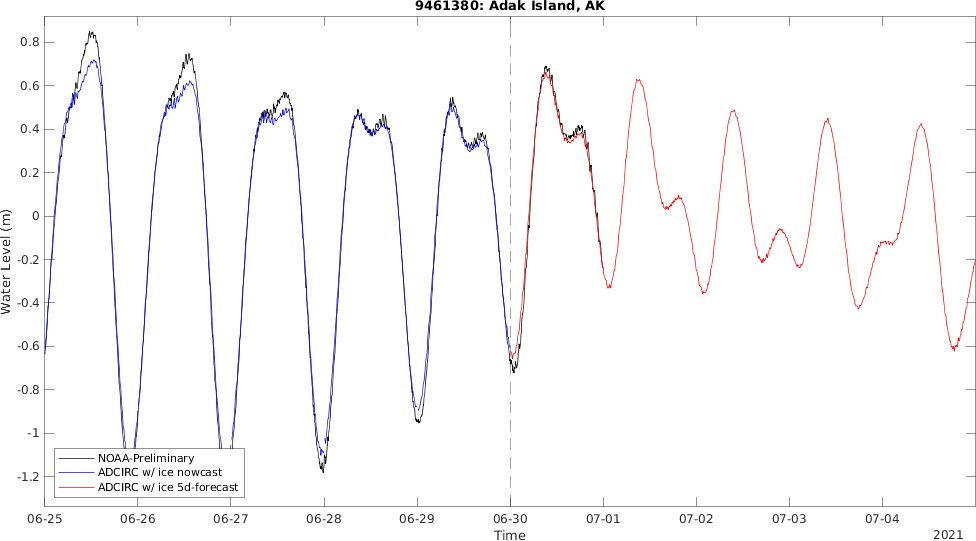 9461380: Adak Island, AK
0.8
0.6
0.4
0.2
0
-0.2
-0.4
-0.6
-0.8
-1
-1.2
Water Level (m)
NOAA-Preliminary
ADCIRC w/ ice nowcast
ADCIRC w/ ice 5d-forecast
06-25 06-26 06-27 06-28 06-29 06-30 07-01 07-02 07-03 07-04
Time
2021